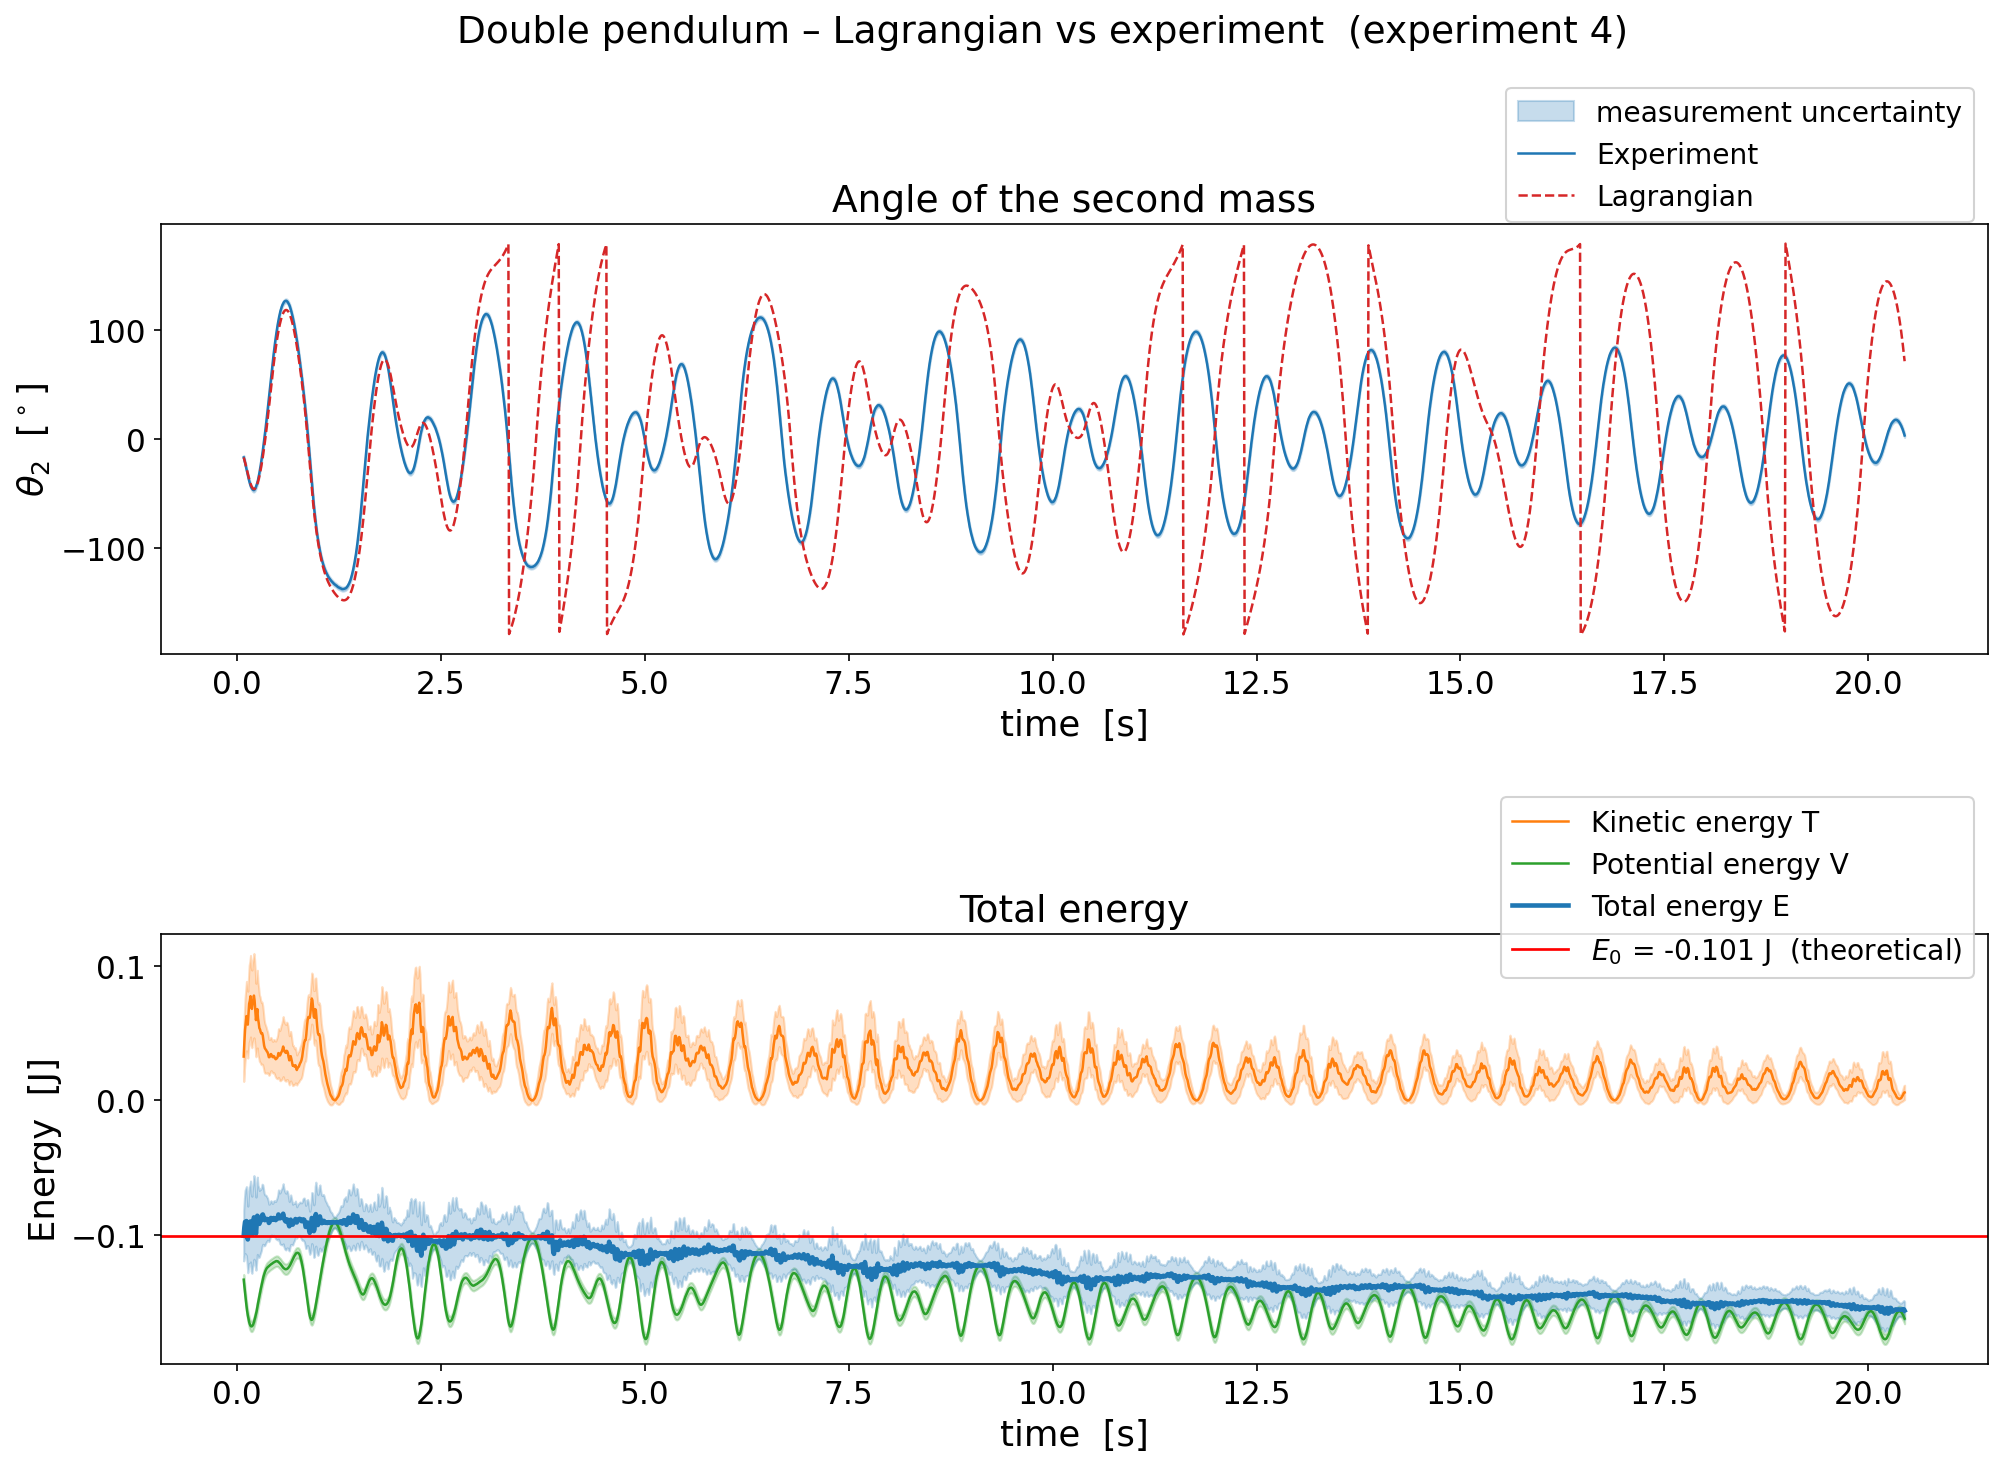 Double pendulum – Lagrangian vs experiment  (experiment 4)
measurement uncertainty
Experiment
Lagrangian
Angle of the second mass
100
0
−100
θ₂ [°]
0.0 2.5 5.0 7.5 10.0 12.5 15.0 17.5 20.0
time [s]
Kinetic energy T
Potential energy V
Total energy E
E₀ = -0.101 J (theoretical)
Total energy
0.1
0.0
−0.1
Energy [J]
0.0 2.5 5.0 7.5 10.0 12.5 15.0 17.5 20.0
time [s]